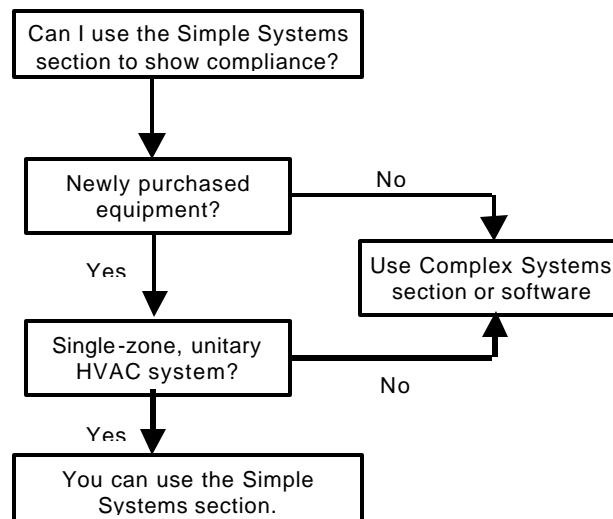 Can I use the Simple Systems
section to show compliance?
Newly purchased
equipment?
No
Yes
Use Complex Systems
section or software
Single-zone, unitary
HVAC system?
No
Yes
You can use the Simple
Systems section.